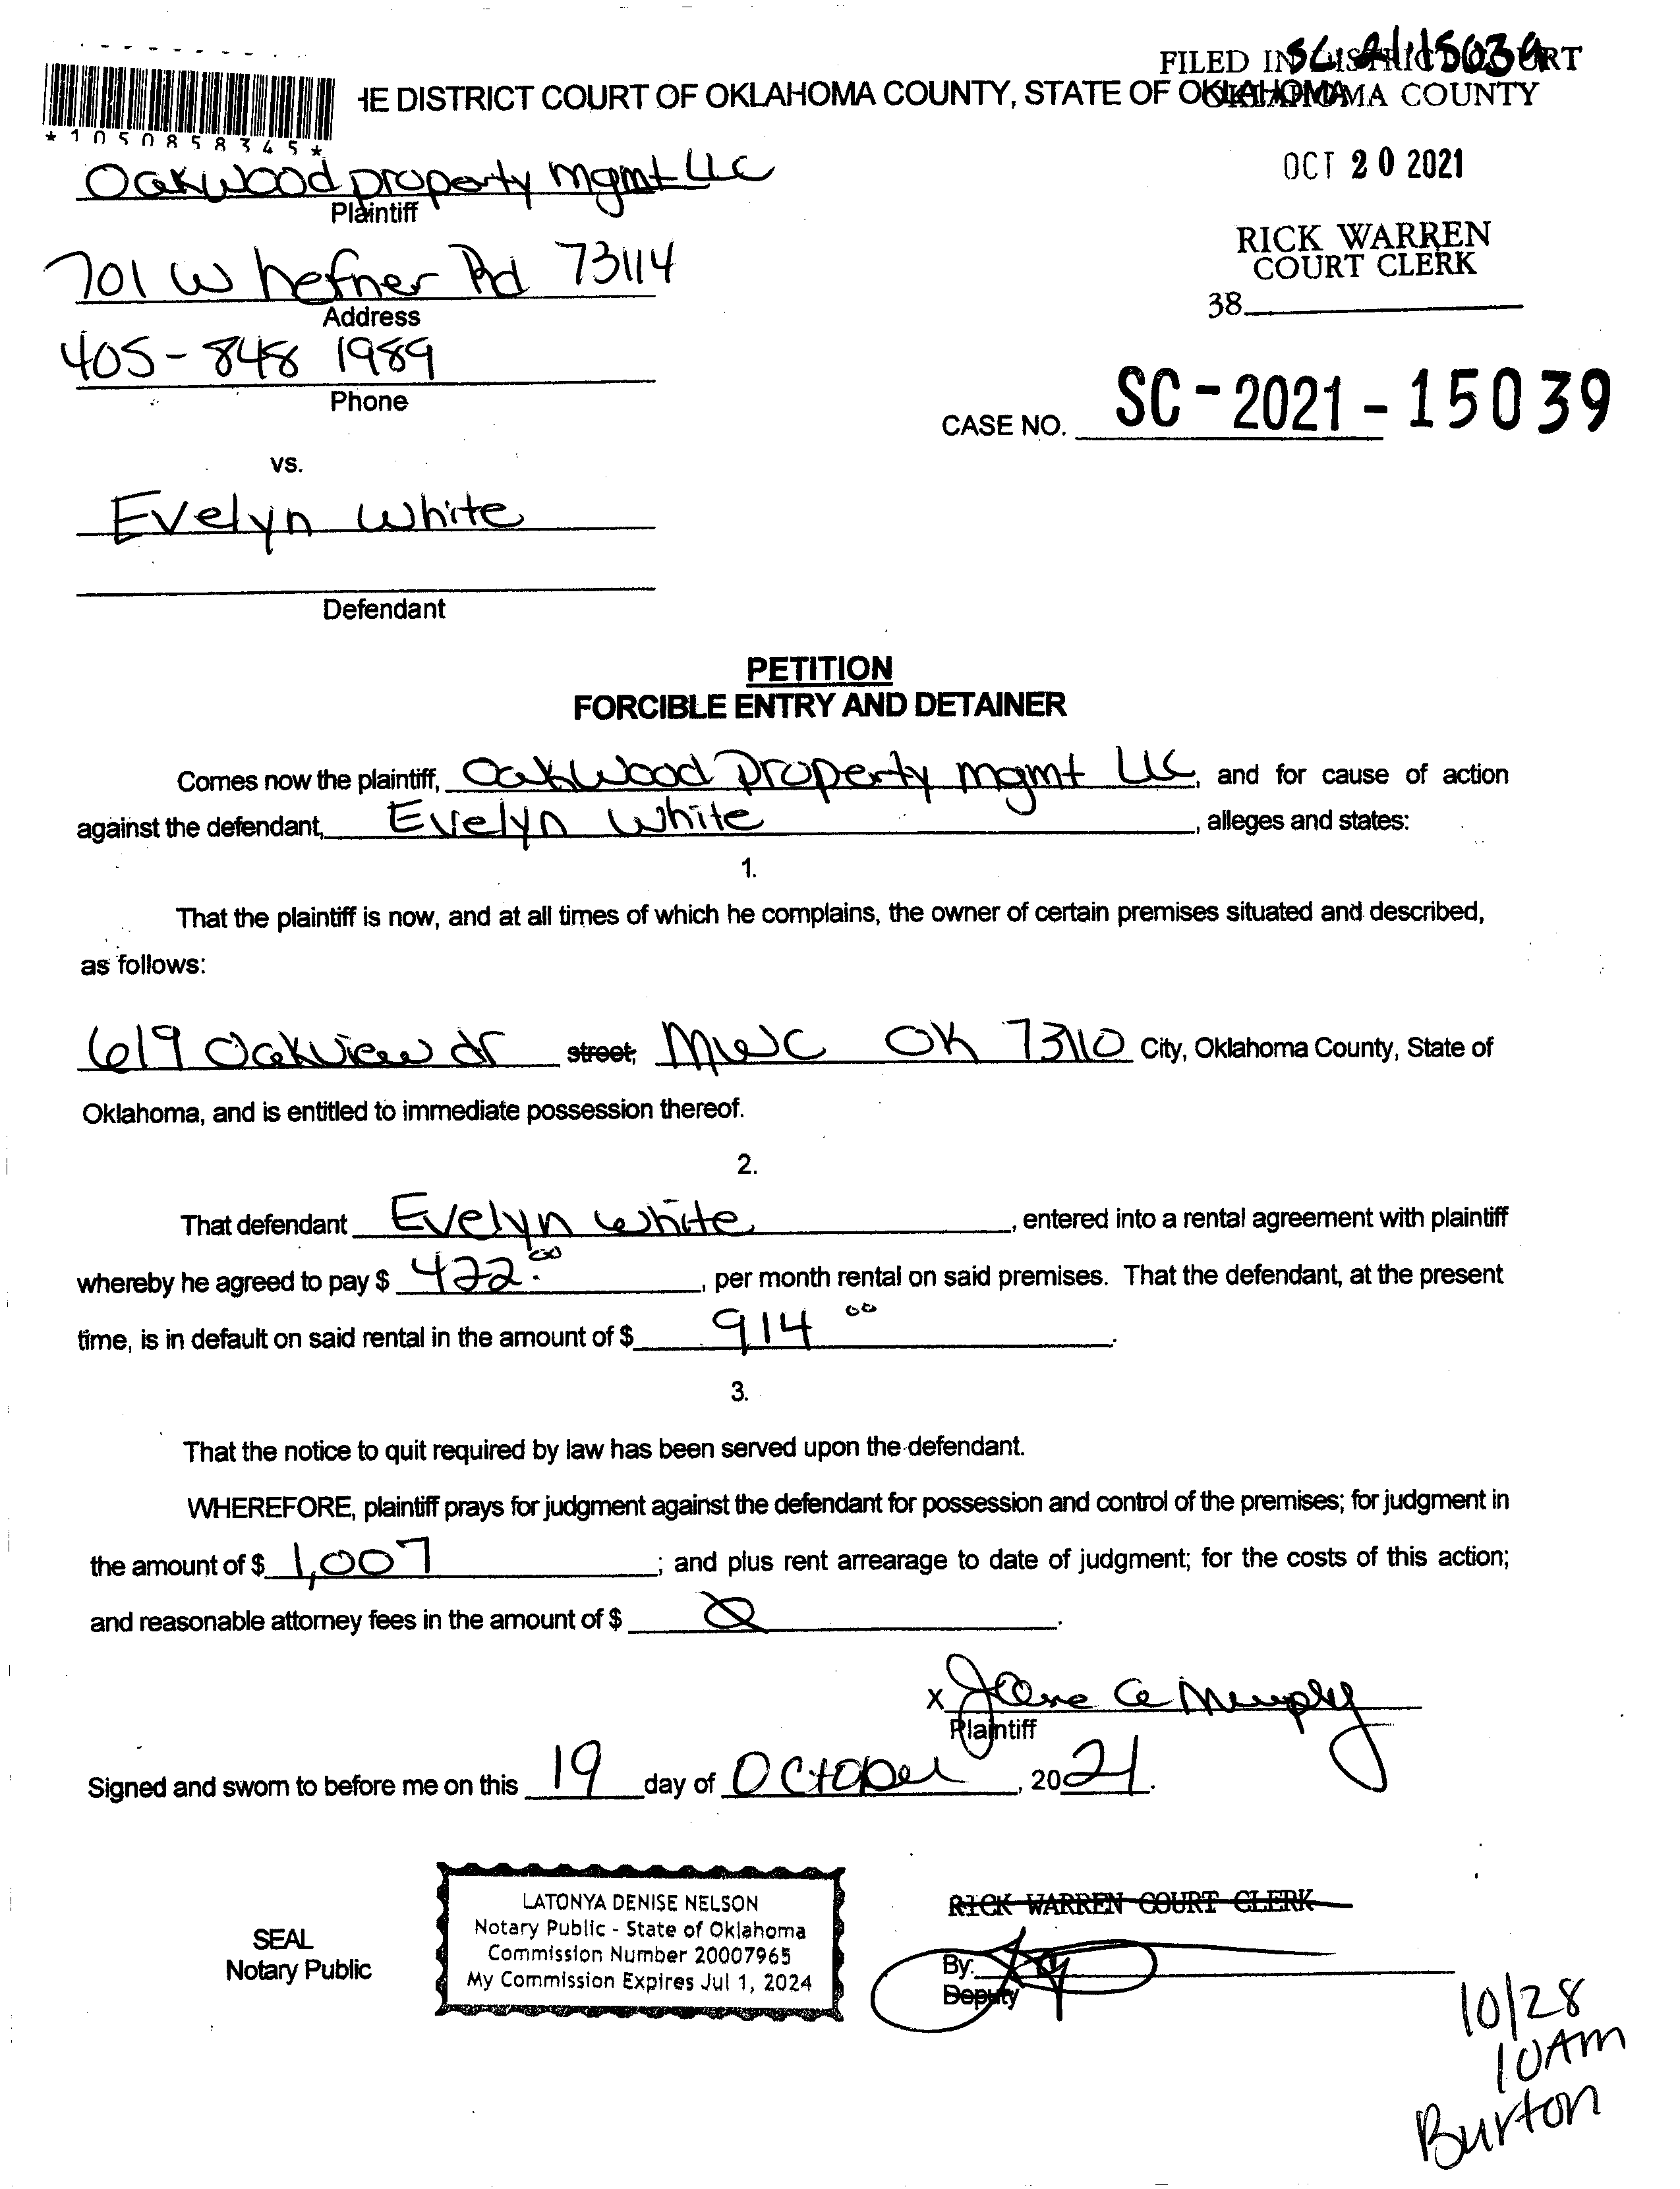 SC-21-15039
FILED IN DISTRICT COURT
OKLAHOMA COUNTY
HE DISTRICT COURT OF OKLAHOMA COUNTY, STATE OF OKLAHOMA
*1050858345*
OCT 20 2021
Oakwood property mgmt LLC
Plaintiff
RICK WARREN
COURT CLERK
701 W hefner Rd 73114
Address
38
405-848 1989
Phone
CASE NO. SC-2021-15039
vs.
Evelyn White
Defendant
PETITION
FORCIBLE ENTRY AND DETAINER
Comes now the plaintiff, Oakwood Property mgmt LLC, and for cause of action
against the defendant, Evelyn White, alleges and states:
1.
That the plaintiff is now, and at all times of which he complains, the owner of certain premises situated and described,
as follows:
619 Oakview dr street, MWC OK 73110 City, Oklahoma County, State of
Oklahoma, and is entitled to immediate possession thereof.
2.
That defendant Evelyn White, entered into a rental agreement with plaintiff
whereby he agreed to pay $ 422.00, per month rental on said premises. That the defendant, at the present
time, is in default on said rental in the amount of $ 914 00.
3.
That the notice to quit required by law has been served upon the defendant.
WHEREFORE, plaintiff prays for judgment against the defendant for possession and control of the premises; for judgment in
the amount of $ 1,007; and plus rent arrearage to date of judgment; for the costs of this action;
and reasonable attorney fees in the amount of $ 0.
x Jeane A Murphy
Plaintiff
Signed and sworn to before me on this 19 day of October, 2021.
LATONYA DENISE NELSON
Notary Public - State of Oklahoma
Commission Number 20007965
My Commission Expires Jul 1, 2024
SEAL
Notary Public
RICK WARREN COURT CLERK
By:
Deputy
10/28
10AM
Burton